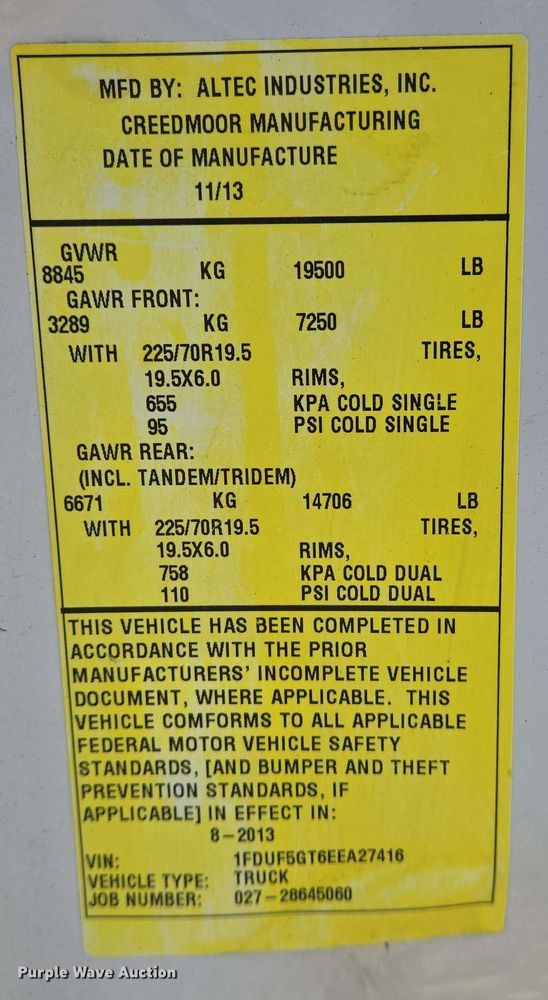 MFD BY: ALTEC INDUSTRIES, INC.
CREEDMOOR MANUFACTURING
DATE OF MANUFACTURE
11/13
GVWR
8845 KG 19500 LB
GAWR FRONT:
3289 KG 7250 LB
WITH 225/70R19.5 TIRES,
19.5X6.0 RIMS,
655 KPA COLD SINGLE
95 PSI COLD SINGLE
GAWR REAR:
(INCL. TANDEM/TRIDEM)
6671 KG 14706 LB
WITH 225/70R19.5 TIRES,
19.5X6.0 RIMS,
758 KPA COLD DUAL
110 PSI COLD DUAL
THIS VEHICLE HAS BEEN COMPLETED IN
ACCORDANCE WITH THE PRIOR
MANUFACTURERS' INCOMPLETE VEHICLE
DOCUMENT, WHERE APPLICABLE. THIS
VEHICLE COMFORMS TO ALL APPLICABLE
FEDERAL MOTOR VEHICLE SAFETY
STANDARDS, [AND BUMPER AND THEFT
PREVENTION STANDARDS, IF
APPLICABLE] IN EFFECT IN:
8-2013
VIN: 1FDUF5GT6EEA27416
VEHICLE TYPE: TRUCK
JOB NUMBER: 027-28645060
Purple Wave Auction